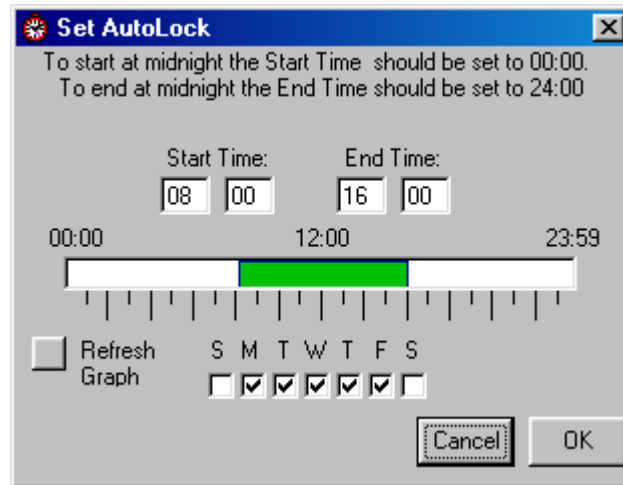 Set AutoLock
To start at midnight the Start Time should be set to 00:00.
To end at midnight the End Time should be set to 24:00
Start Time: End Time:
08 00 16 00
00:00 12:00 23:59
Refresh S M T W T F S
Graph
Cancel OK